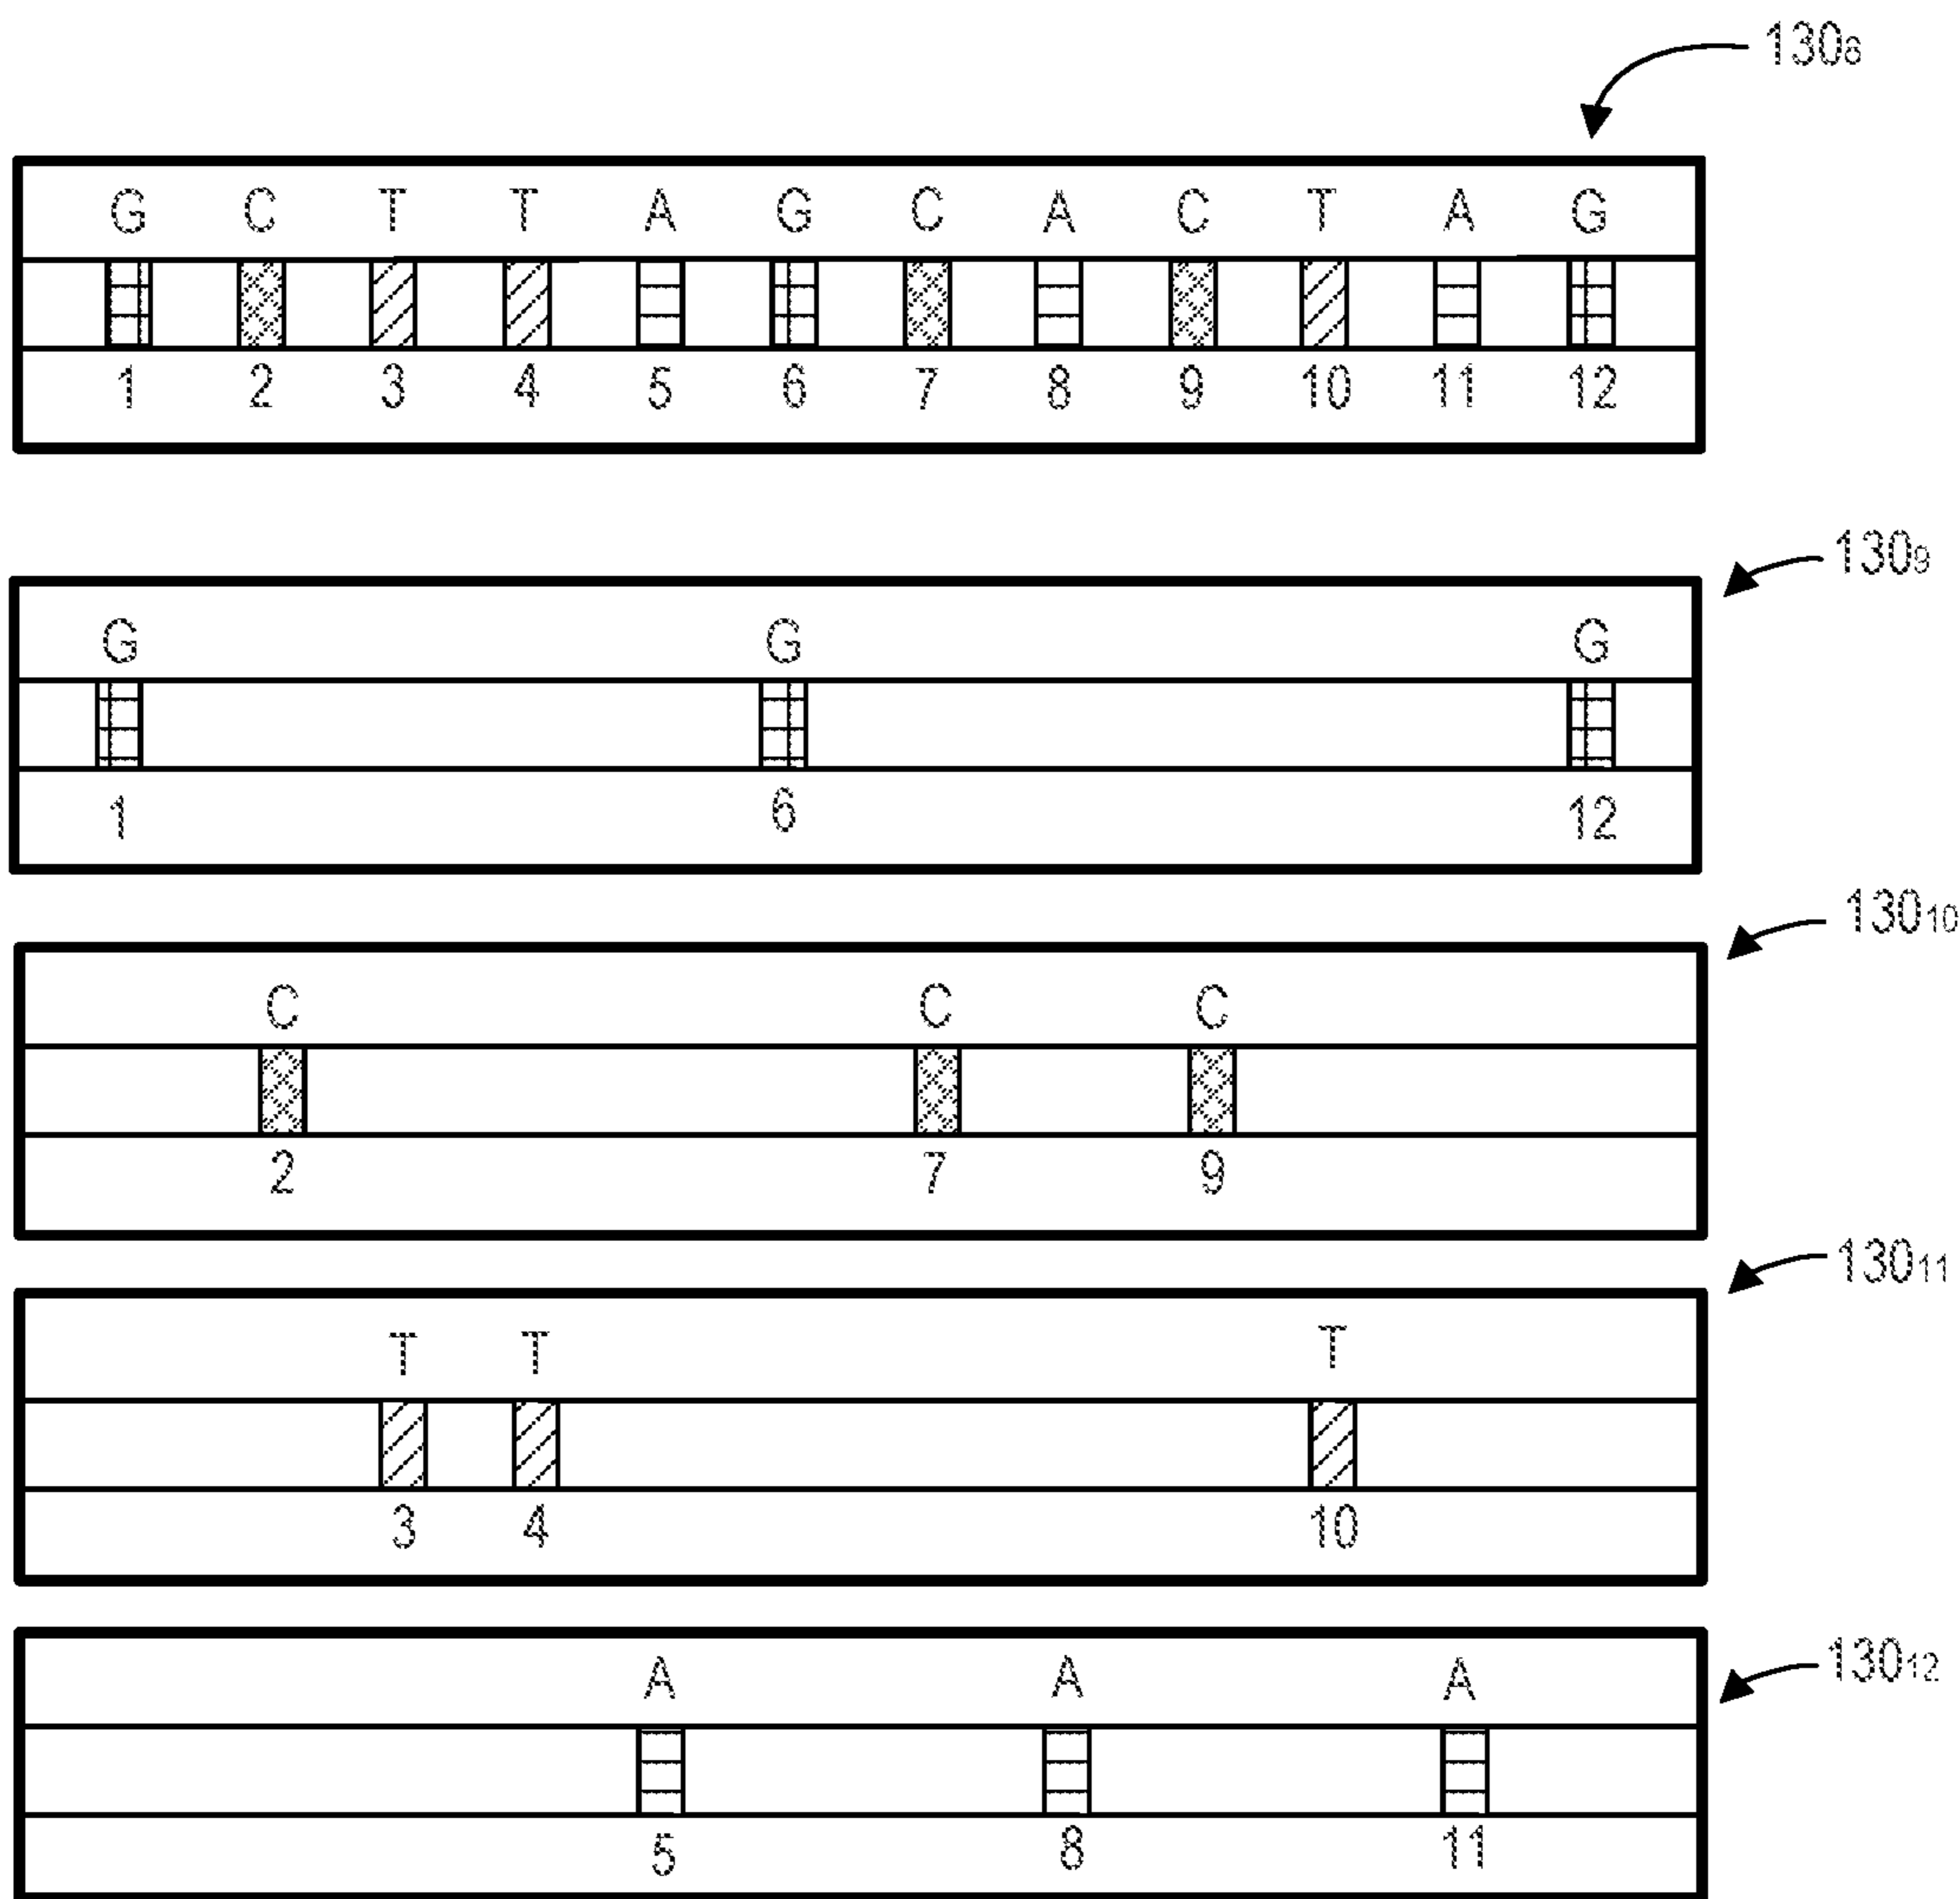 130₈
G C T T A G C A C T A G
1 2 3 4 5 6 7 8 9 10 11 12
130₉
G G G
1 6 12
130₁₀
C C C
2 7 9
130₁₁
T T T
3 4 10
130₁₂
A A A
5 8 11